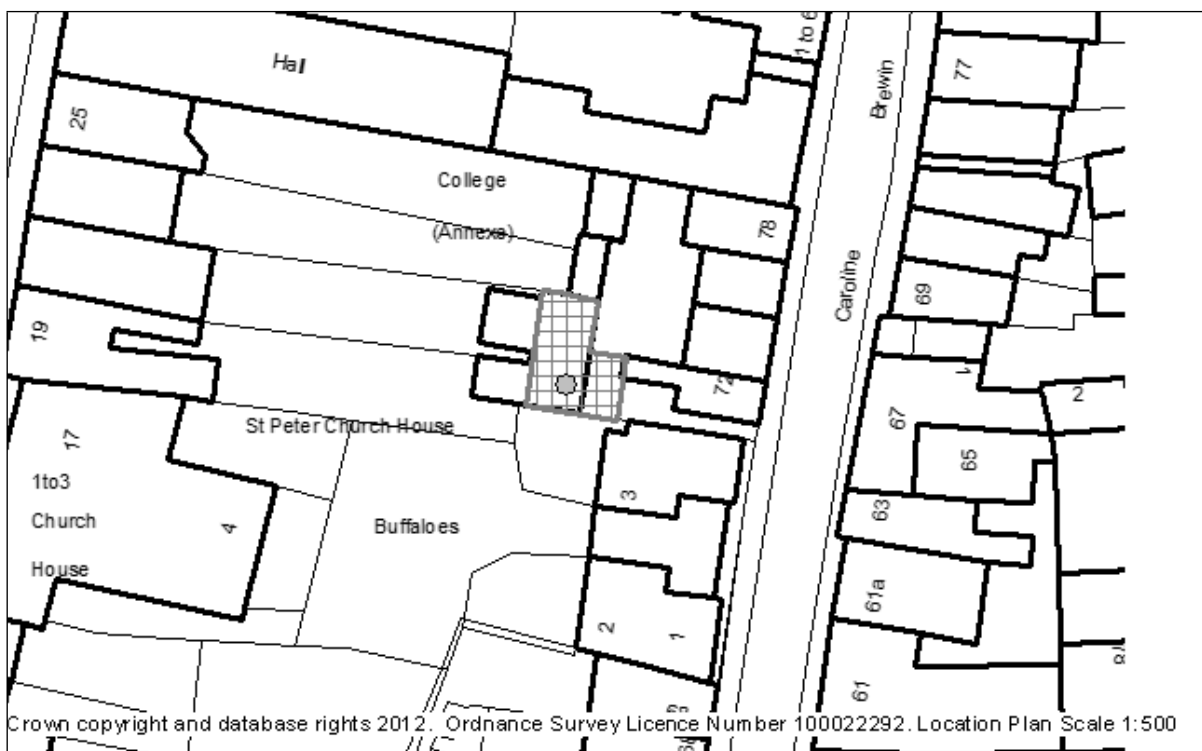 1 to 6
Hall
77
Brewin
25
College
(Annexe)
78
Caroline
69
19
72
1
2
St Peter Church House
67
17
65
1to3
3
63
Church
4
Buffaloes
House
61a
2
1
61
Crown copyright and database rights 2012. Ordnance Survey Licence Number 100022292. Location Plan Scale 1:500